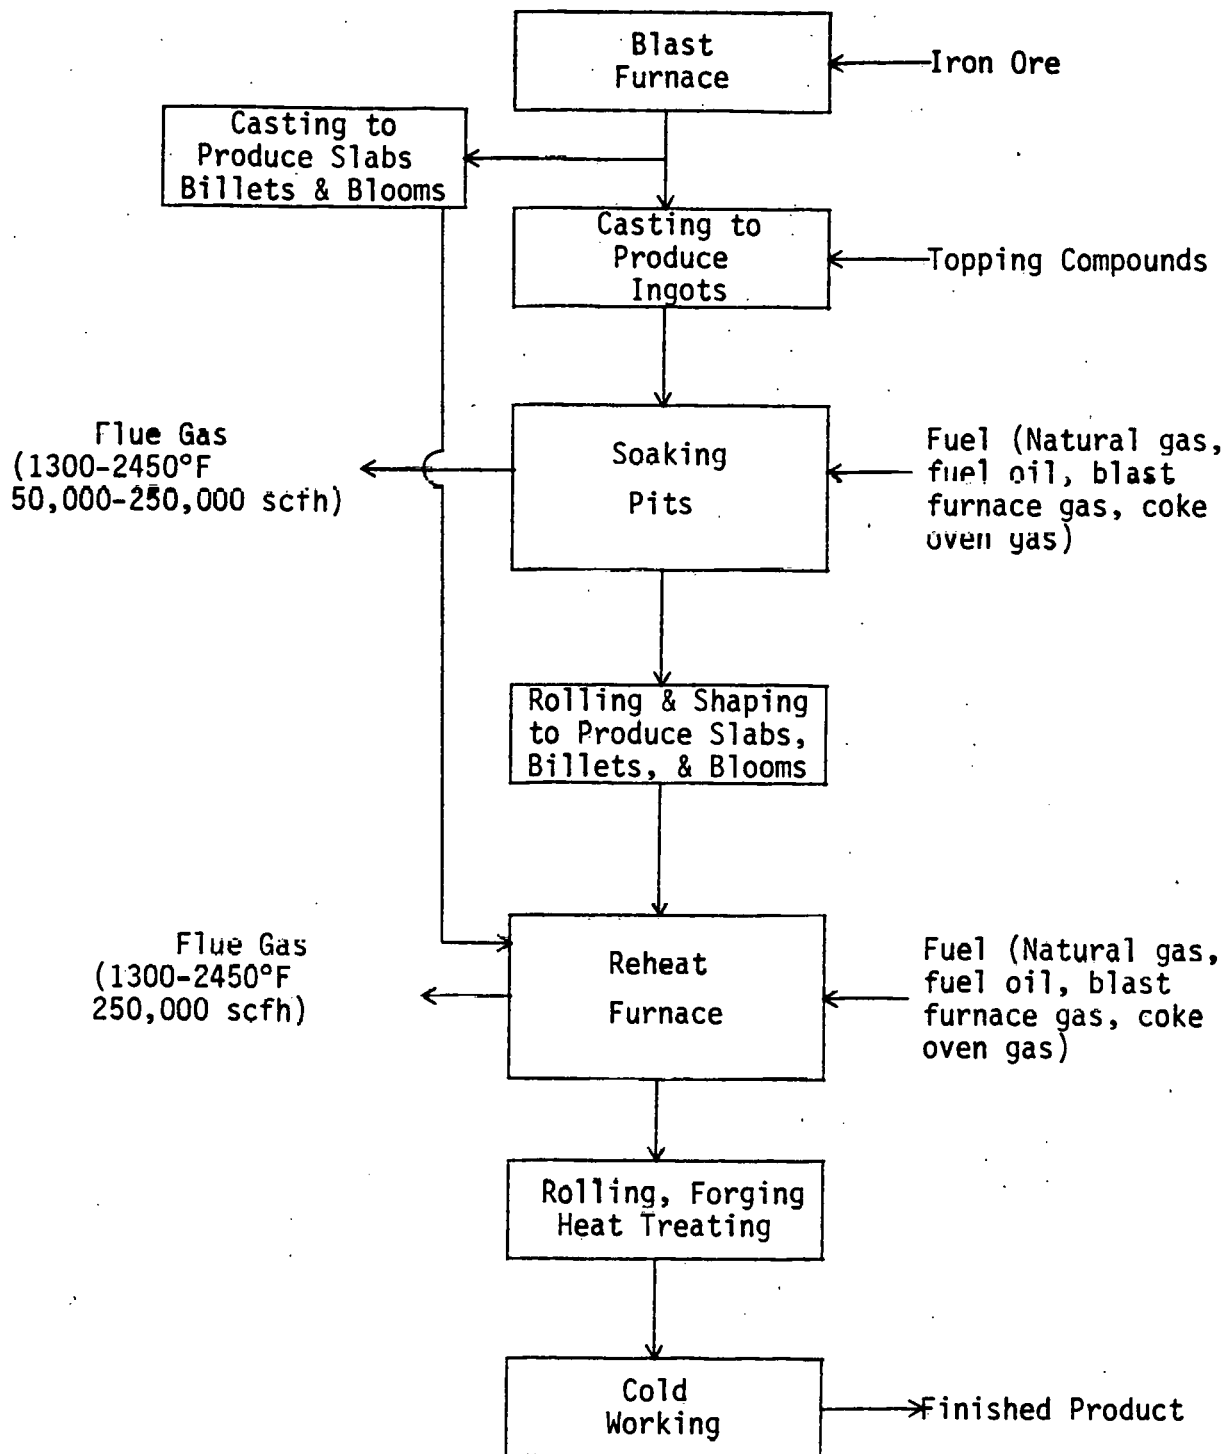 Blast
Furnace
Iron Ore
Casting to
Produce Slabs
Billets & Blooms
Casting to
Produce
Ingots
Topping Compounds
Flue Gas
(1300-2450°F
50,000-250,000 scfh)
Soaking
Pits
Fuel (Natural gas,
fuel oil, blast
furnace gas, coke
oven gas)
Rolling & Shaping
to Produce Slabs,
Billets, & Blooms
Flue Gas
(1300-2450°F
250,000 scfh)
Reheat
Furnace
Fuel (Natural gas,
fuel oil, blast
furnace gas, coke
oven gas)
Rolling, Forging
Heat Treating
Cold
Working
Finished Product